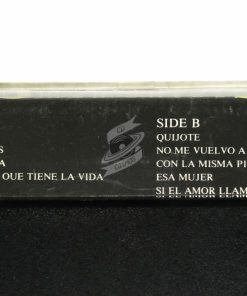 SIDE B
QUIJOTE
S NO ME VUELVO A
A CON LA MISMA PI
QUE TIENE LA VIDA ESA MUJER
SI EL AMOR LLAM